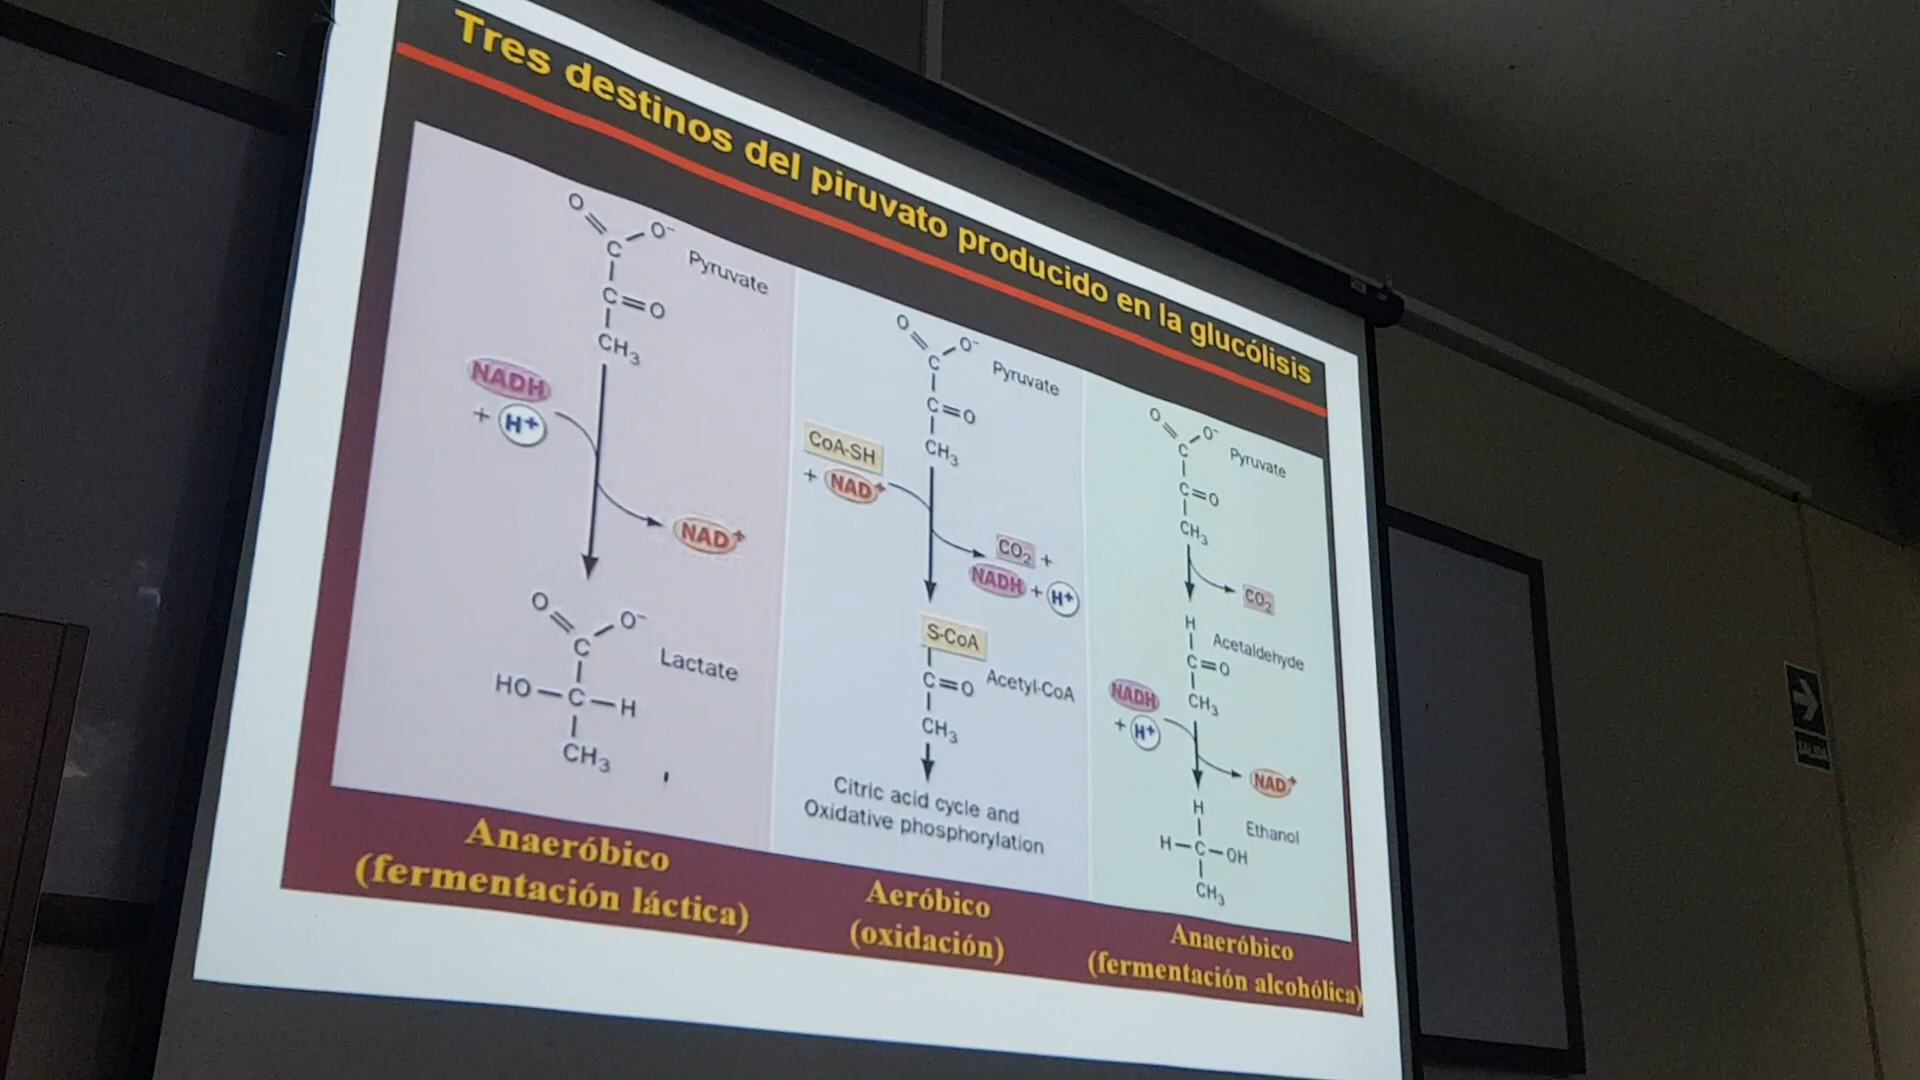 Tres destinos del piruvato producido en la glucólisis
O
O⁻
Pyruvate
C
C=O
CH₃
NADH
+ H⁺
NAD⁺
O
O⁻
C
Lactate
HO—C—H
CH₃
Anaeróbico
(fermentación láctica)
O
O⁻
Pyruvate
C
C=O
CH₃
CoA-SH
+ NAD⁺
CO₂ +
NADH + H⁺
S-CoA
C=O
Acetyl-CoA
CH₃
Citric acid cycle and
Oxidative phosphorylation
Aeróbico
(oxidación)
O
O⁻
Pyruvate
C
C=O
CH₃
CO₂
H
Acetaldehyde
C=O
CH₃
NADH
+ H⁺
NAD⁺
H
Ethanol
H—C—OH
CH₃
Anaeróbico
(fermentación alcohólica)
SALIDA